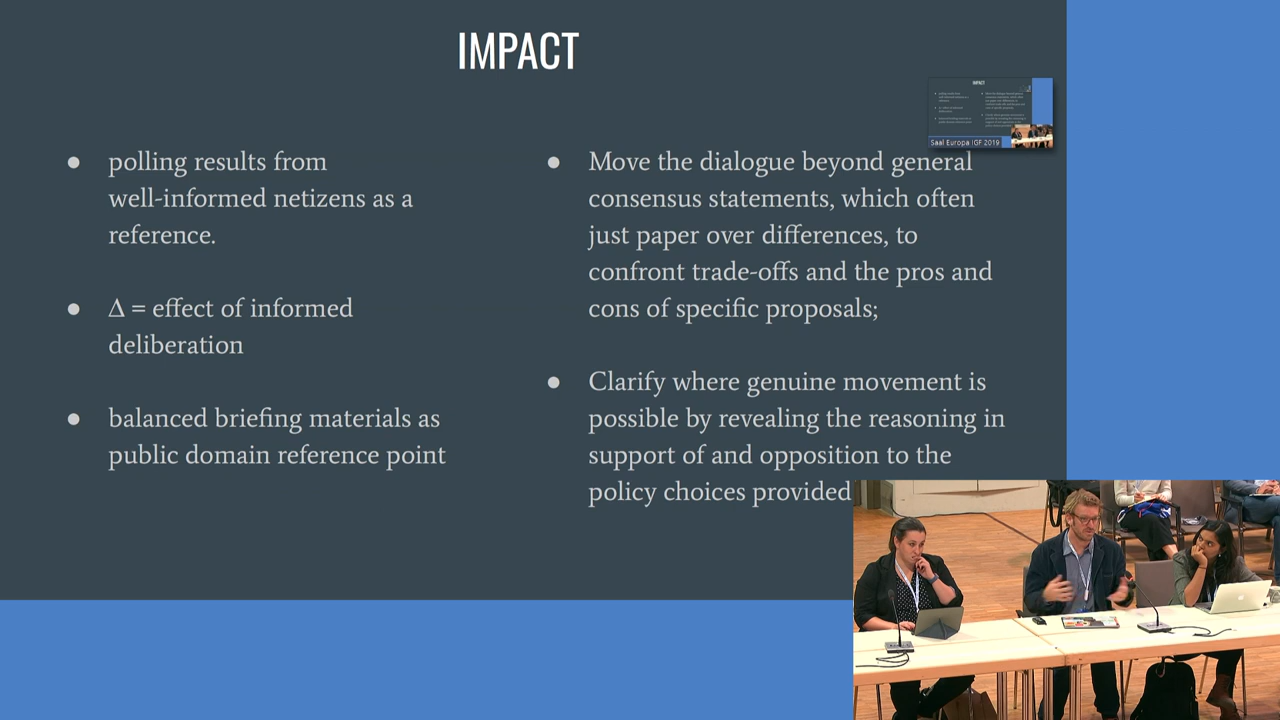 IMPACT
● polling results from
well-informed netizens as a
reference.
● Δ = effect of informed
deliberation
● balanced briefing materials as
public domain reference point
● Move the dialogue beyond general
consensus statements, which often
just paper over differences, to
confront trade-offs and the pros and
cons of specific proposals;
● Clarify where genuine movement is
possible by revealing the reasoning in
support of and opposition to the
policy choices provided
IMPACT
Saal Europa IGF 2019